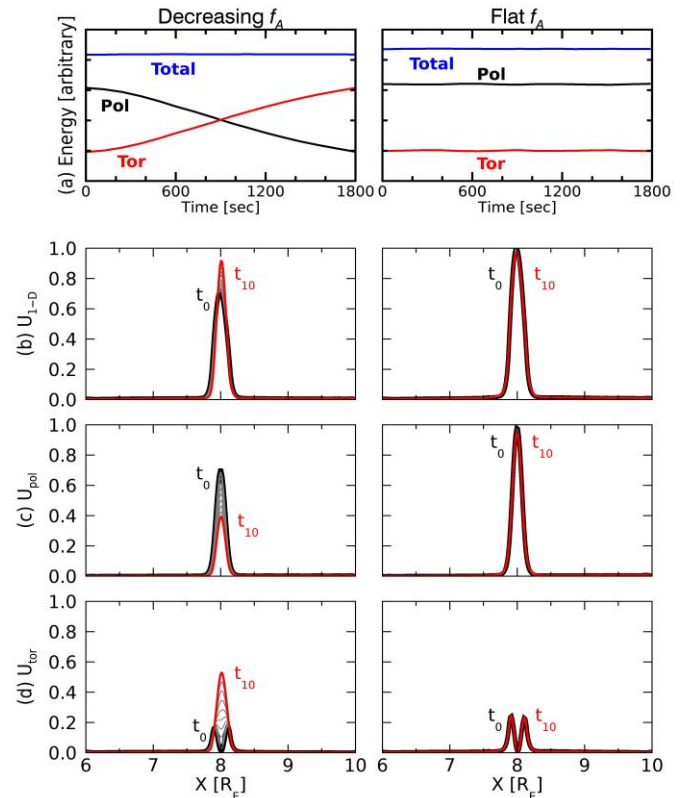 Decreasing f_A Flat f_A
(a) Energy [arbitrary]
Total
Pol
Tor
Total
Pol
Tor
0 600 1200 1800 0 600 1200 1800
Time [sec] Time [sec]
(b) U_1–D
1.0
0.8
0.6
0.4
0.2
0.0
t_0 t_10
t_0 t_10
(c) U_pol
1.0
0.8
0.6
0.4
0.2
0.0
t_0
t_10
t_0 t_10
(d) U_tor
1.0
0.8
0.6
0.4
0.2
0.0
t_10
t_0
t_0 t_10
6 7 8 9 10 6 7 8 9 10
X [R_E] X [R_E]